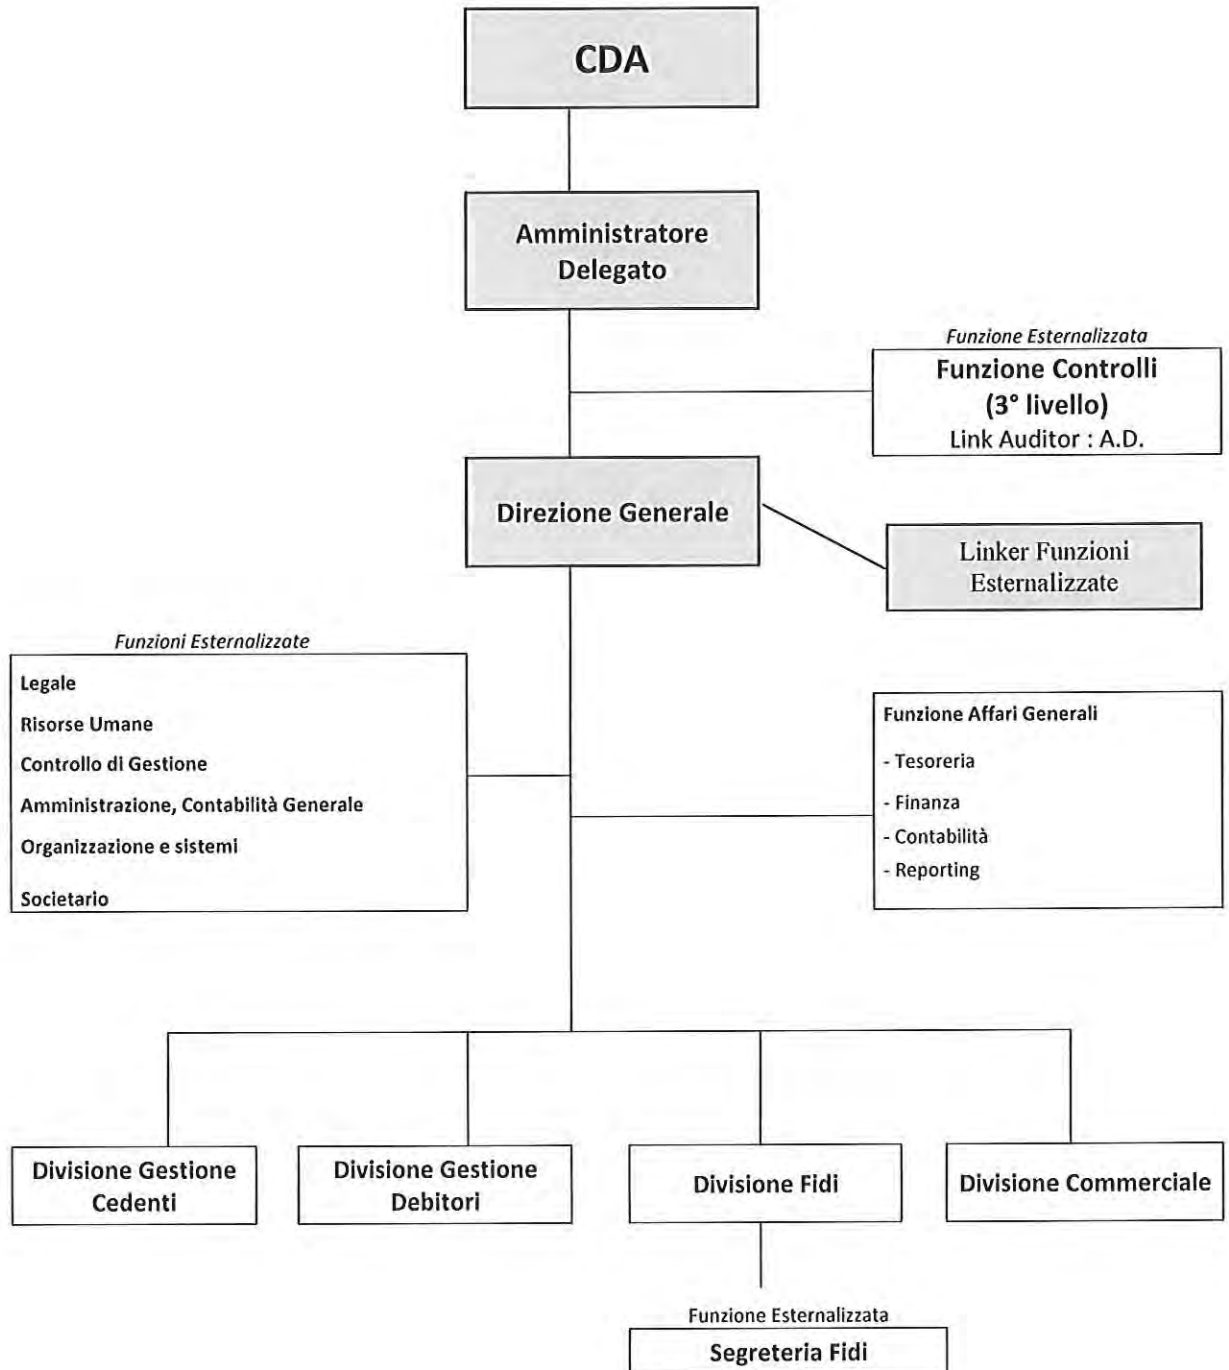 CDA
Amministratore
Delegato
Funzione Esternalizzata
Funzione Controlli
(3° livello)
Link Auditor : A.D.
Direzione Generale
Linker Funzioni
Esternalizzate
Funzioni Esternalizzate
Legale
Risorse Umane
Controllo di Gestione
Amministrazione, Contabilità Generale
Organizzazione e sistemi
Societario
Funzione Affari Generali
- Tesoreria
- Finanza
- Contabilità
- Reporting
Divisione Gestione
Cedenti
Divisione Gestione
Debitori
Divisione Fidi
Divisione Commerciale
Funzione Esternalizzata
Segreteria Fidi